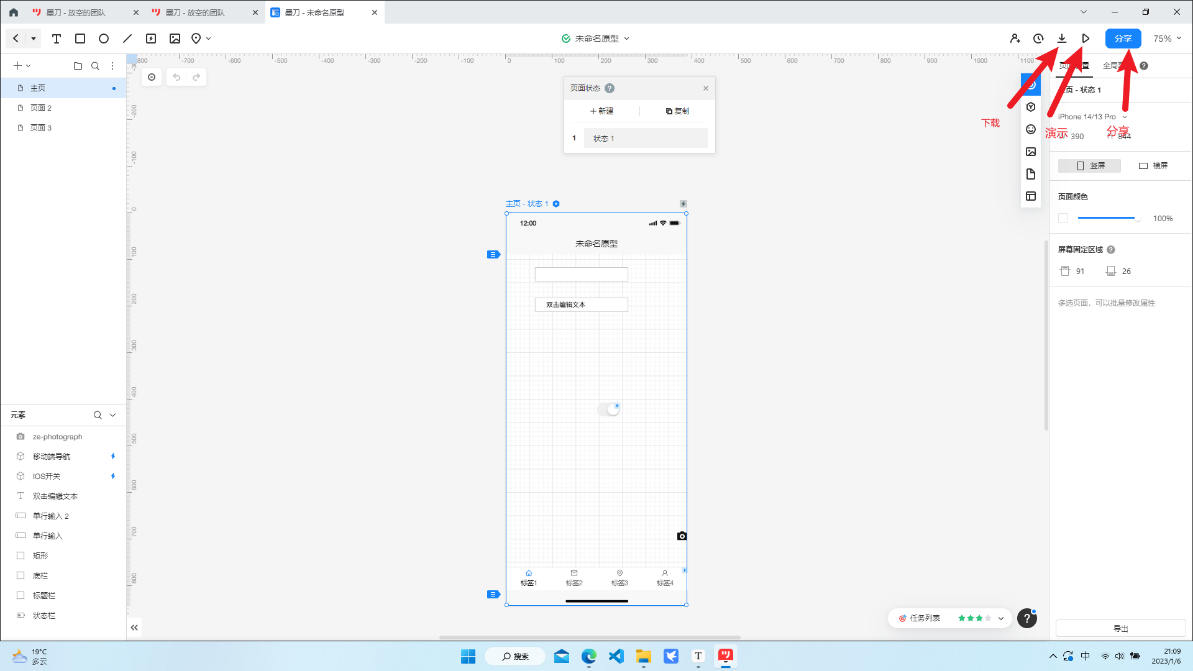 墨刀 - 放空的团队
墨刀 - 放空的团队
墨刀 - 未命名原型
未命名原型
分享
75%
主页
页面 2
页面 3
页面状态
+ 新建
复制
1
状态 1
下载
演示
分享
主页 - 状态 1
iPhone 14/13 Pro
390
844
竖屏
横屏
页面颜色
100%
屏幕固定区域
91
26
多选页面，可以批量修改属性
导出
主页 - 状态 1
12:00
未命名原型
双击编辑文本
标签1
标签2
标签3
标签4
元素
ze-photograph
移动端导航
IOS开关
双击编辑文本
单行输入 2
单行输入
矩形
底栏
标题栏
状态栏
任务列表
19°C
多云
搜索
中
21:09
2023/1/6